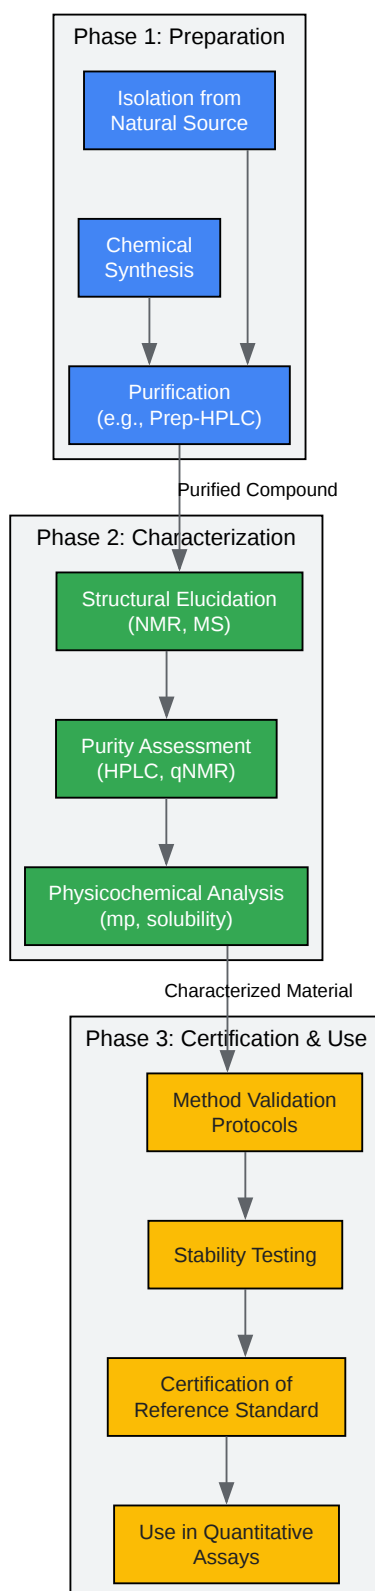 Phase 1: Preparation
Isolation from
Natural Source
Chemical
Synthesis
Purification
(e.g., Prep-HPLC)
Purified Compound
Phase 2: Characterization
Structural Elucidation
(NMR, MS)
Purity Assessment
(HPLC, qNMR)
Physicochemical Analysis
(mp, solubility)
Characterized Material
Phase 3: Certification & Use
Method Validation
Protocols
Stability Testing
Certification of
Reference Standard
Use in Quantitative
Assays